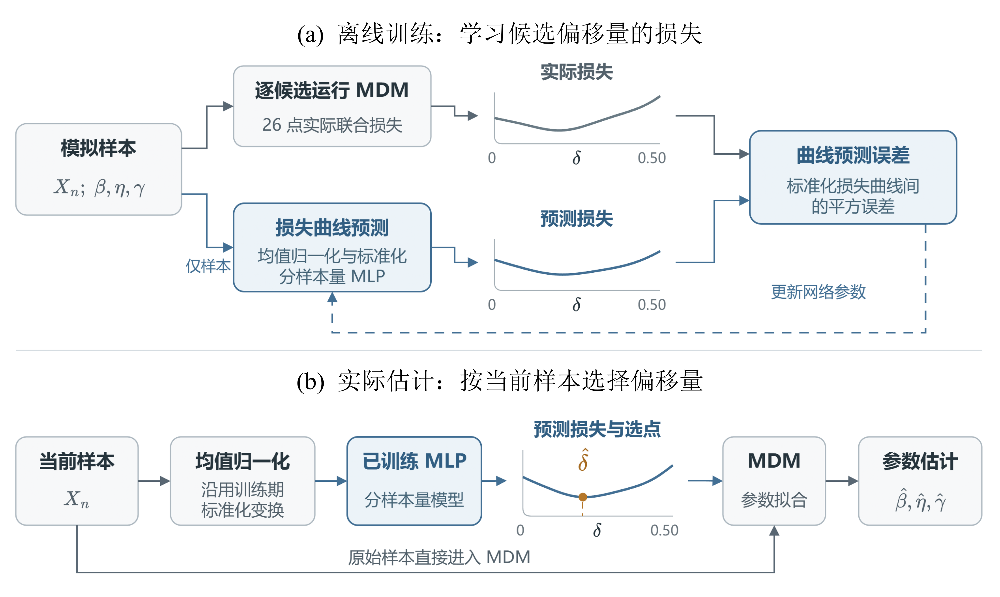 (a) 离线训练：学习候选偏移量的损失
模拟样本
Xₙ; β, η, γ
逐候选运行 MDM
26 点实际联合损失
实际损失
0 δ 0.50
仅样本
损失曲线预测
均值归一化与标准化
分样本量 MLP
预测损失
0 δ 0.50
曲线预测误差
标准化损失曲线间
的平方误差
更新网络参数
(b) 实际估计：按当前样本选择偏移量
当前样本
Xₙ
均值归一化
沿用训练期
标准化变换
已训练 MLP
分样本量模型
预测损失与选点
δ̂
0 δ 0.50
MDM
参数拟合
参数估计
β̂, η̂, γ̂
原始样本直接进入 MDM